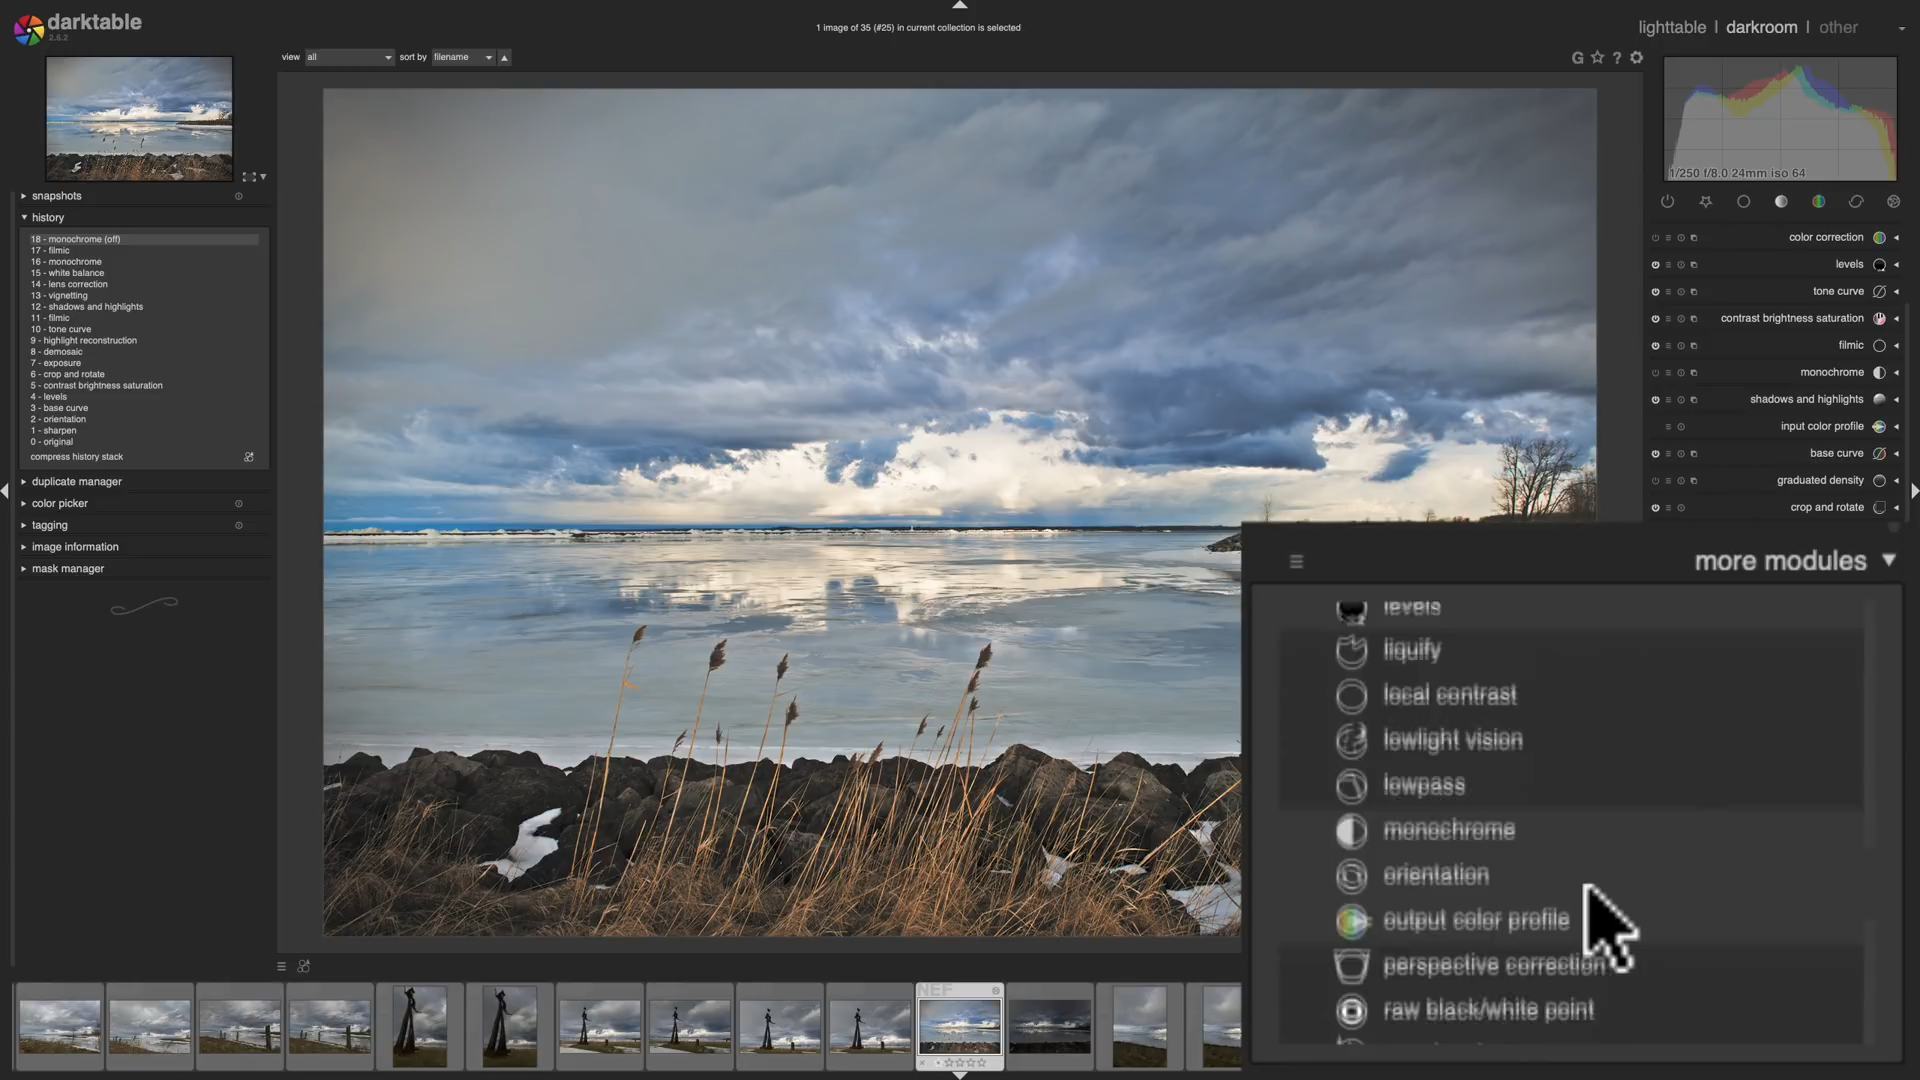 darktable
2.6.2
1 image of 35 (#25) in current collection is selected
lighttable | darkroom | other
view all sort by filename
G ☆ ?
snapshots
history
18 - monochrome (off)
17 - filmic
16 - monochrome
15 - white balance
14 - lens correction
13 - vignetting
12 - shadows and highlights
11 - filmic
10 - tone curve
9 - highlight reconstruction
8 - demosaic
7 - exposure
6 - crop and rotate
5 - contrast brightness saturation
4 - levels
3 - base curve
2 - orientation
1 - sharpen
0 - original
compress history stack
duplicate manager
color picker
tagging
image information
mask manager
1/250 f/8.0 24mm iso 64
color correction
levels
tone curve
contrast brightness saturation
filmic
monochrome
shadows and highlights
input color profile
base curve
graduated density
crop and rotate
more modules
levels
liquify
local contrast
lowlight vision
lowpass
monochrome
orientation
output color profile
perspective correction
raw black/white point
NEF